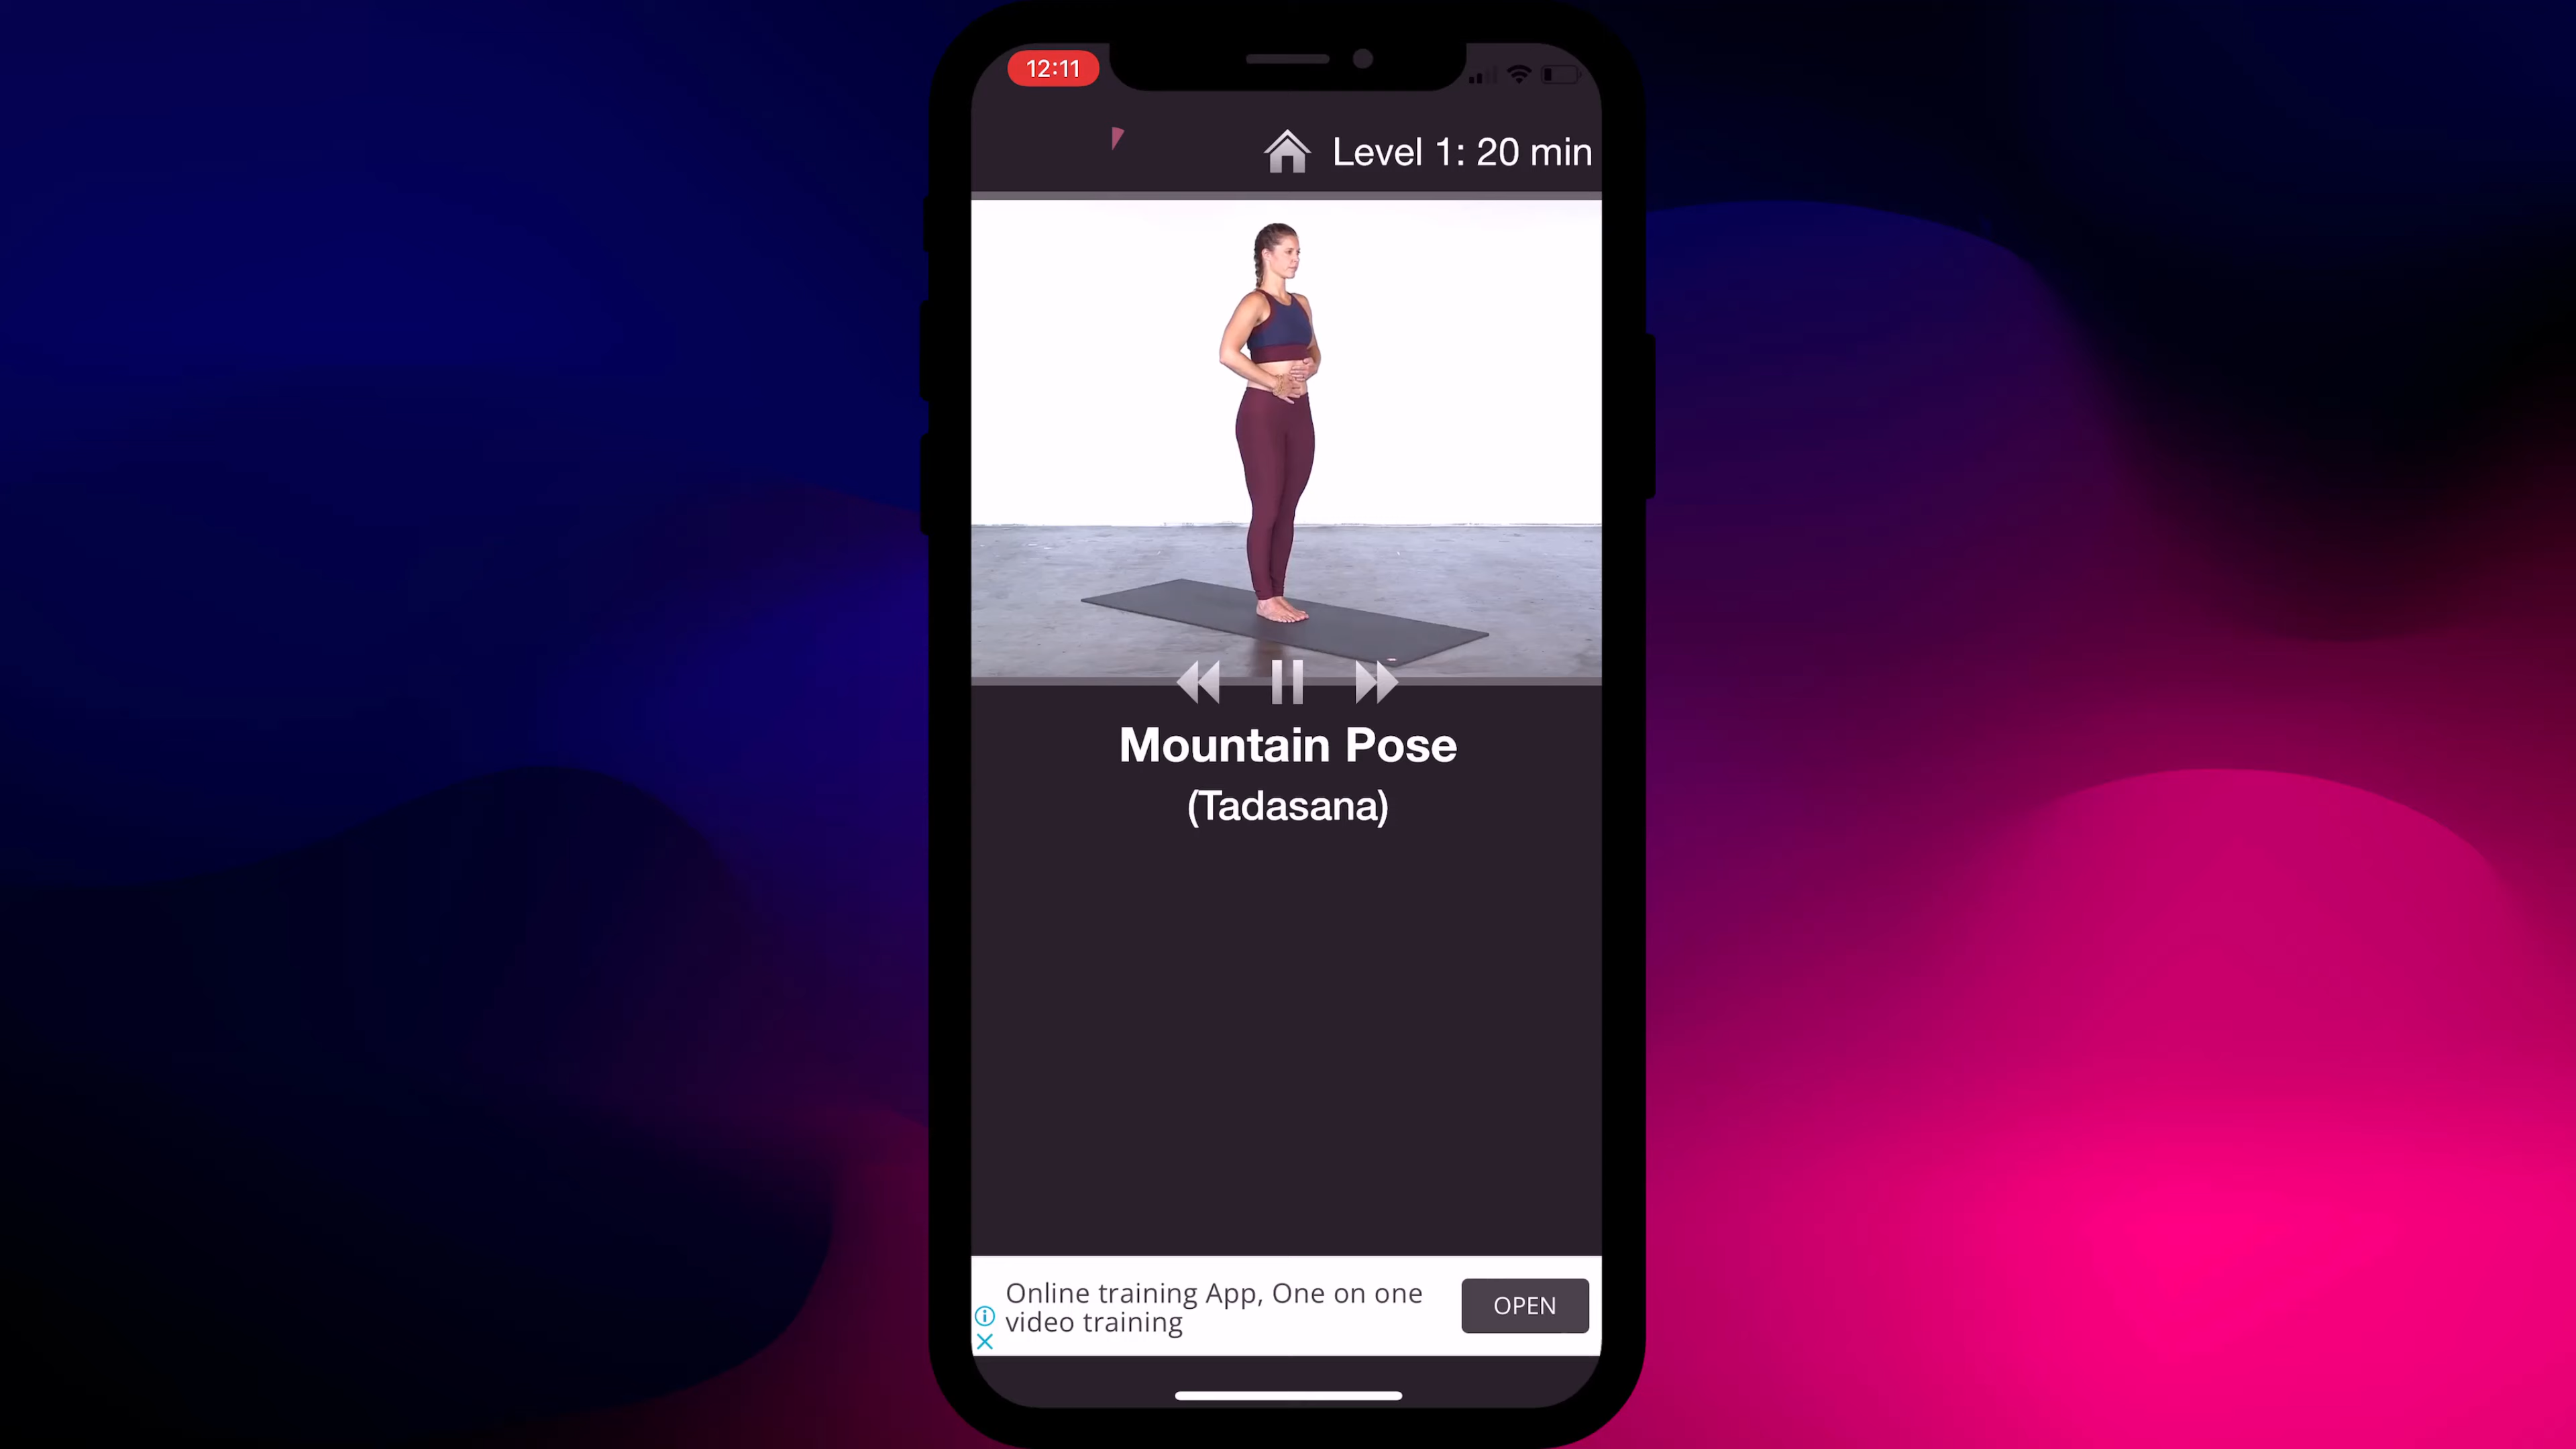 12:11
Level 1: 20 min
Mountain Pose
(Tadasana)
Online training App, One on one
video training
OPEN